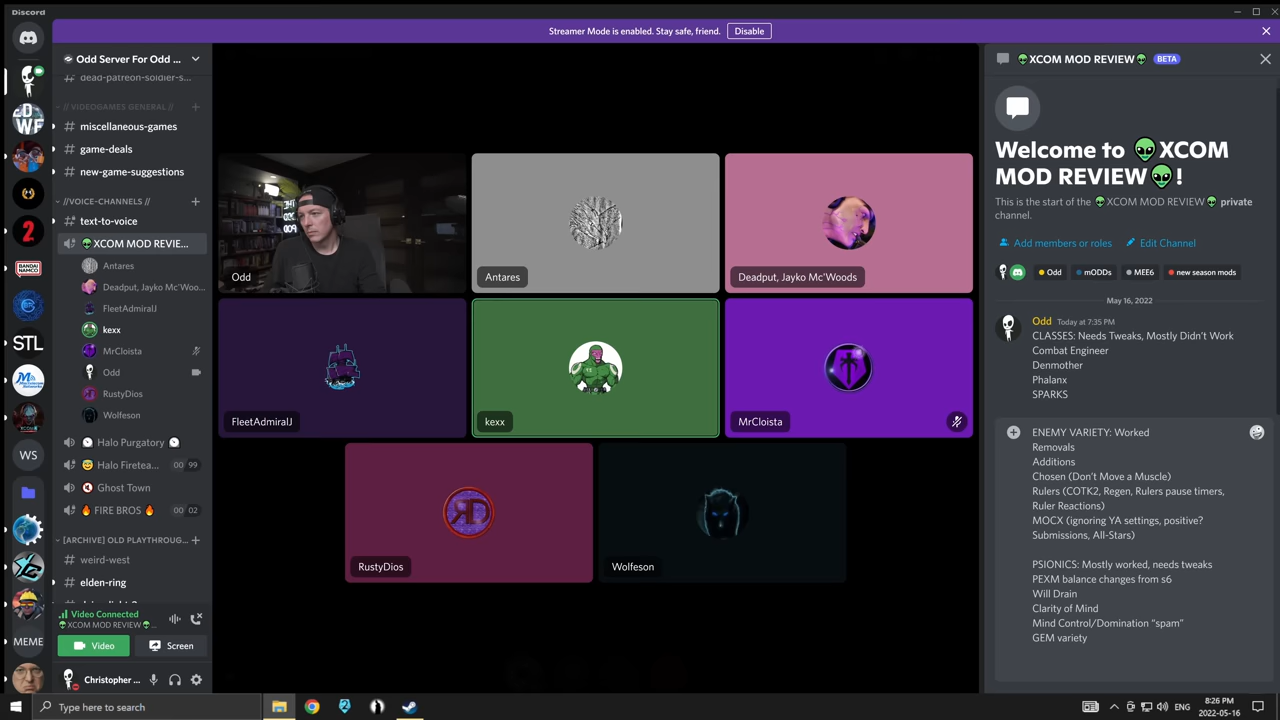 Discord
Streamer Mode is enabled. Stay safe, friend.
Disable
Odd Server For Odd ...
dead-patreon-soldier-s...
// VIDEOGAMES GENERAL //
miscellaneous-games
game-deals
new-game-suggestions
//VOICE-CHANNELS //
text-to-voice
👽XCOM MOD REVIE...
Antares
Deadput, Jayko Mc'Woo...
FleetAdmiralJ
kexx
MrCloista
Odd
RustyDios
Wolfeson
Halo Purgatory
Halo Firetea...
00 99
Ghost Town
🔥 FIRE BROS 🔥
00 02
[ARCHIVE] OLD PLAYTHROUG...
weird-west
elden-ring
Video Connected
👽XCOM MOD REVIEW👽...
Video
Screen
Christopher ...
2
BANDAI
NAMCO
STL
WS
MEME
Odd
Antares
Deadput, Jayko Mc'Woods
FleetAdmiralJ
kexx
MrCloista
RD
RustyDios
Wolfeson
👽XCOM MOD REVIEW👽
BETA
Welcome to 👽XCOM
MOD REVIEW👽!
This is the start of the 👽XCOM MOD REVIEW👽 private
channel.
Add members or roles
Edit Channel
Odd
mODDs
MEE6
new season mods
May 16, 2022
Odd Today at 7:35 PM
CLASSES: Needs Tweaks, Mostly Didn't Work
Combat Engineer
Denmother
Phalanx
SPARKS
ENEMY VARIETY: Worked
Removals
Additions
Chosen (Don't Move a Muscle)
Rulers (COTK2, Regen, Rulers pause timers,
Ruler Reactions)
MOCX (ignoring YA settings, positive?
Submissions, All-Stars)
PSIONICS: Mostly worked, needs tweaks
PEXM balance changes from s6
Will Drain
Clarity of Mind
Mind Control/Domination “spam”
GEM variety
Type here to search
ENG
8:26 PM
2022-05-16